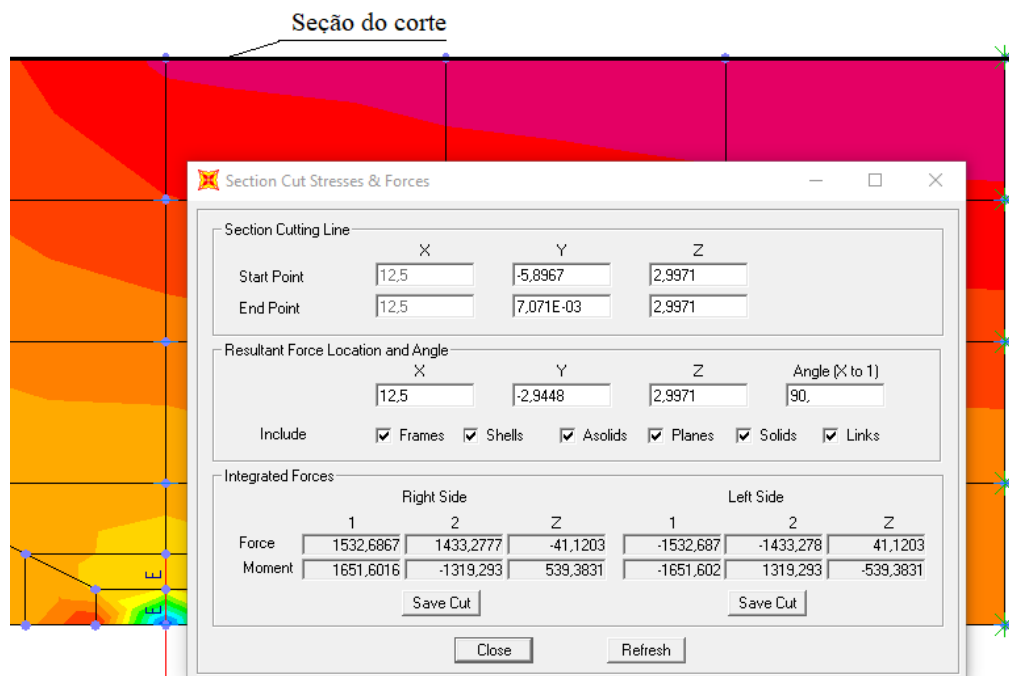 Seção do corte
Section Cut Stresses & Forces
Section Cutting Line
X Y Z
Start Point 12,5 -5,8967 2,9971
End Point 12,5 7,071E-03 2,9971
Resultant Force Location and Angle
X Y Z Angle (X to 1)
12,5 -2,9448 2,9971 90,
Include Frames Shells Asolids Planes Solids Links
Integrated Forces
Right Side Left Side
1 2 Z 1 2 Z
Force 1532,6867 1433,2777 -41,1203 -1532,687 -1433,278 41,1203
Moment 1651,6016 -1319,293 539,3831 -1651,602 1319,293 -539,3831
Save Cut Save Cut
Close Refresh
E
E